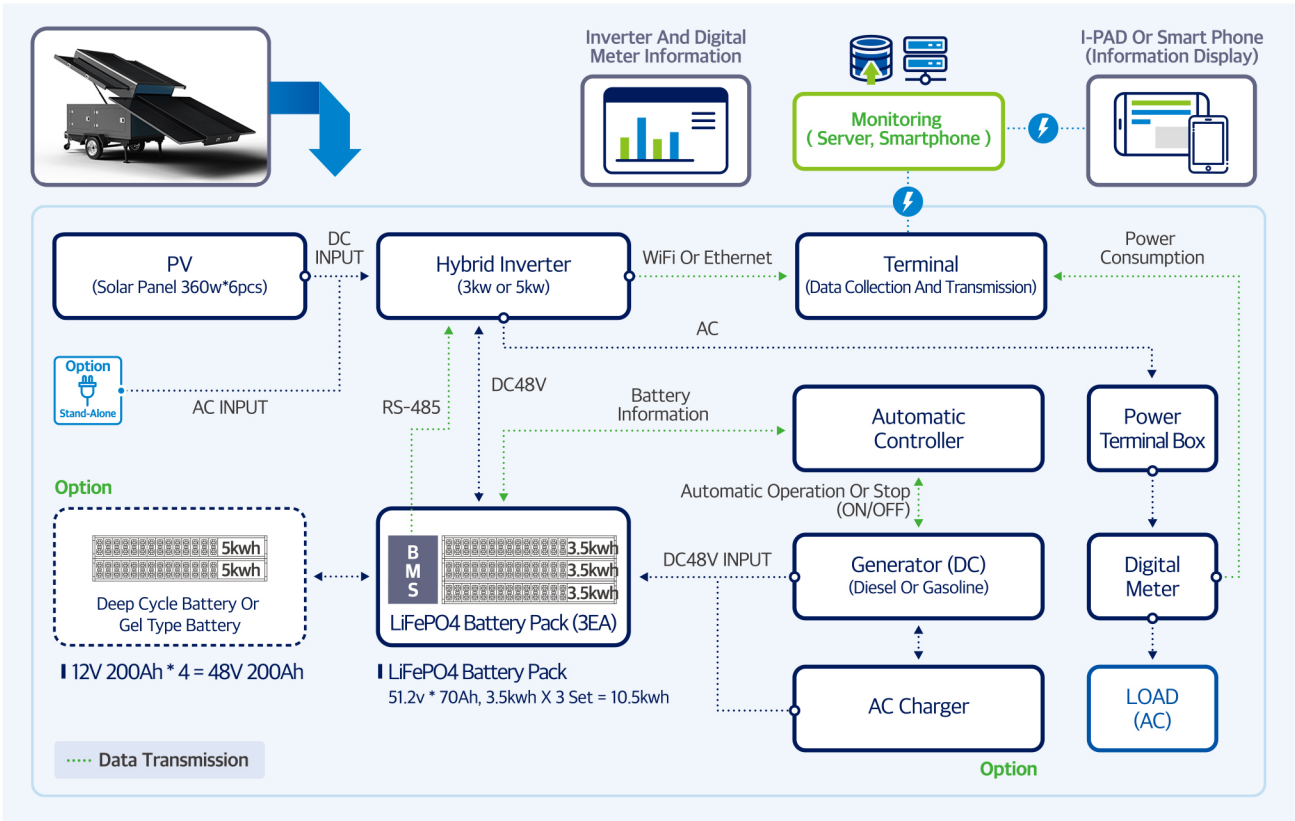 Inverter And Digital
Meter Information
I-PAD Or Smart Phone
(Information Display)
Monitoring
( Server, Smartphone )
PV
(Solar Panel 360w*6pcs)
DC
INPUT
Hybrid Inverter
(3kw or 5kw)
WiFi Or Ethernet
Terminal
(Data Collection And Transmission)
Power
Consumption
AC
Option
Stand-Alone
AC INPUT
RS-485
DC48V
Battery
Information
Automatic
Controller
Power
Terminal Box
Option
5kwh
5kwh
Deep Cycle Battery Or
Gel Type Battery
12V 200Ah * 4 = 48V 200Ah
BMS
3.5kwh
3.5kwh
3.5kwh
LiFePO4 Battery Pack (3EA)
LiFePO4 Battery Pack
51.2v * 70Ah, 3.5kwh X 3 Set = 10.5kwh
Automatic Operation Or Stop
(ON/OFF)
DC48V INPUT
Generator (DC)
(Diesel Or Gasoline)
Digital
Meter
AC Charger
Option
LOAD
(AC)
Data Transmission